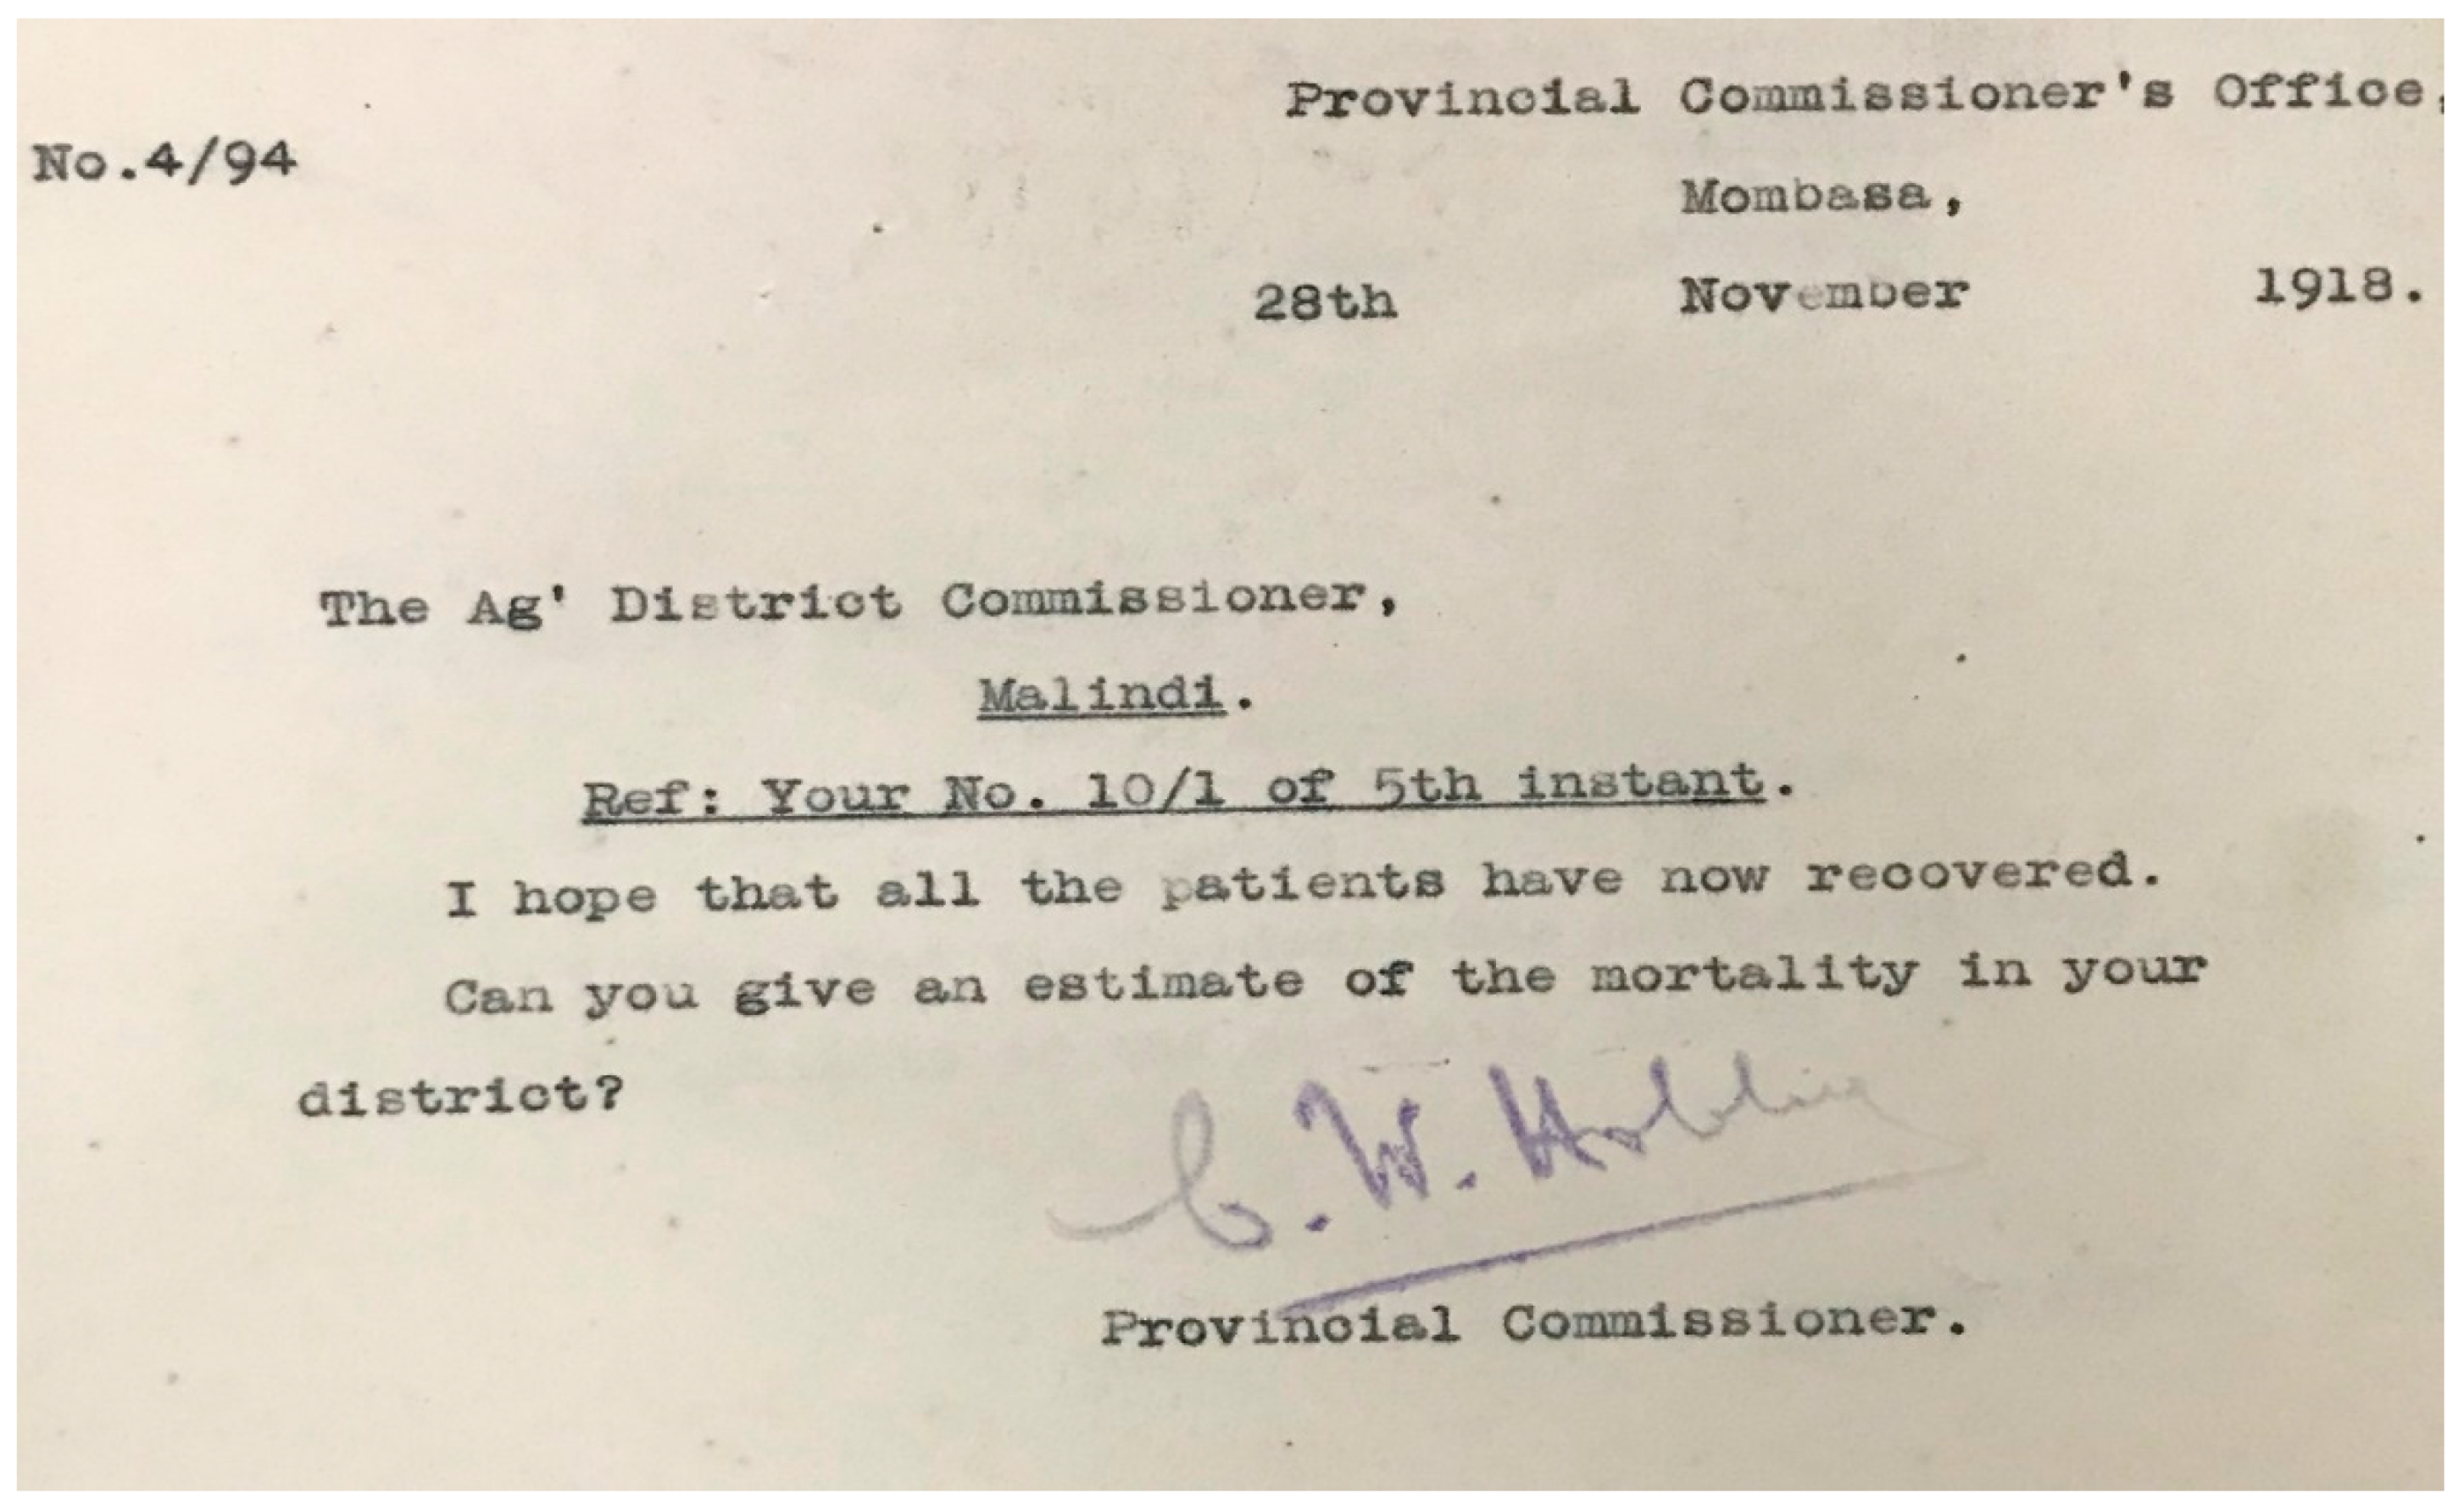 Provincial Commissioner's Office,
No.4/94
Mombasa,
28th November 1918.
The Ag' District Commissioner,
Malindi.
Ref: Your No. 10/1 of 5th instant.
I hope that all the patients have now recovered.
Can you give an estimate of the mortality in your
district?
C. W. Hobley
Provincial Commissioner.